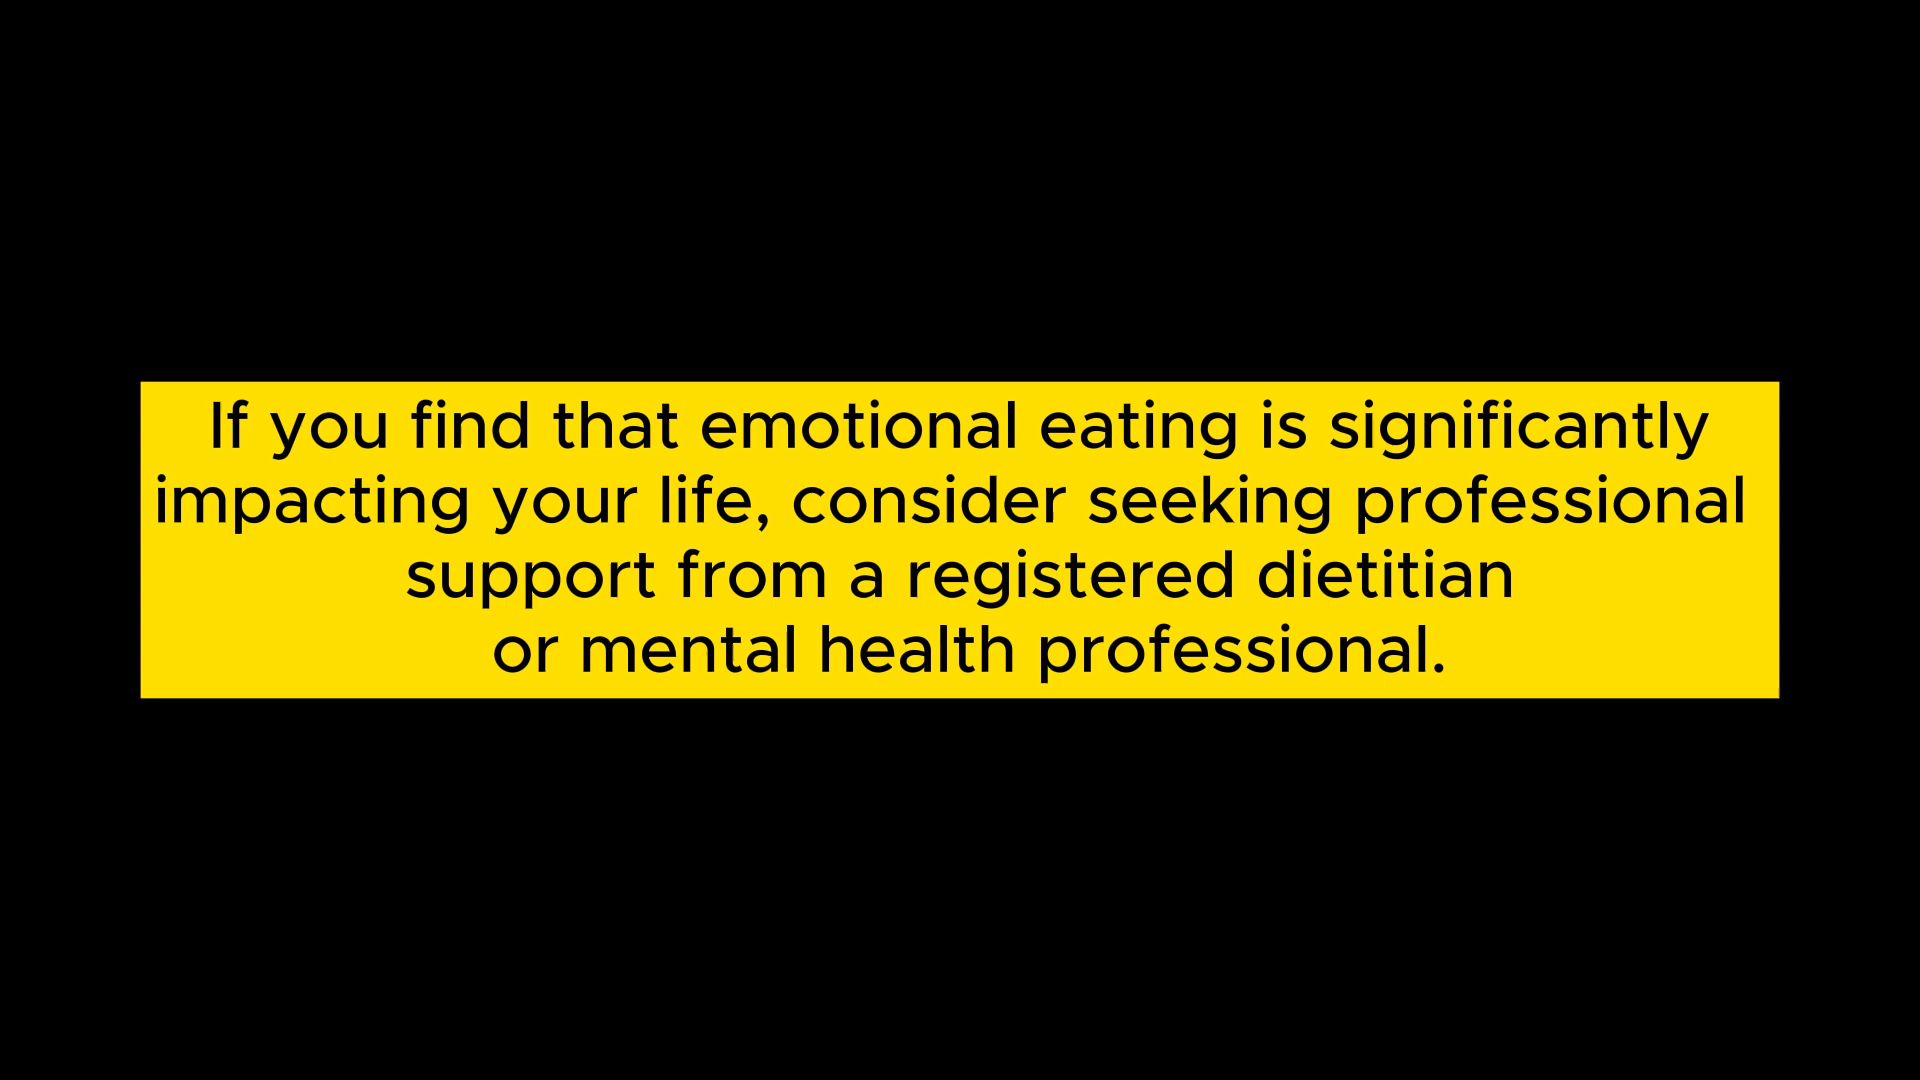 If you find that emotional eating is significantly
impacting your life, consider seeking professional
support from a registered dietitian
or mental health professional.